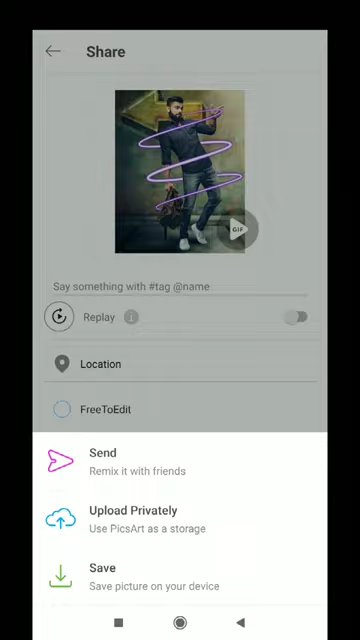 Share
GIF
Say something with #tag @name
Replay
Location
FreeToEdit
Send
Remix it with friends
Upload Privately
Use PicsArt as a storage
Save
Save picture on your device